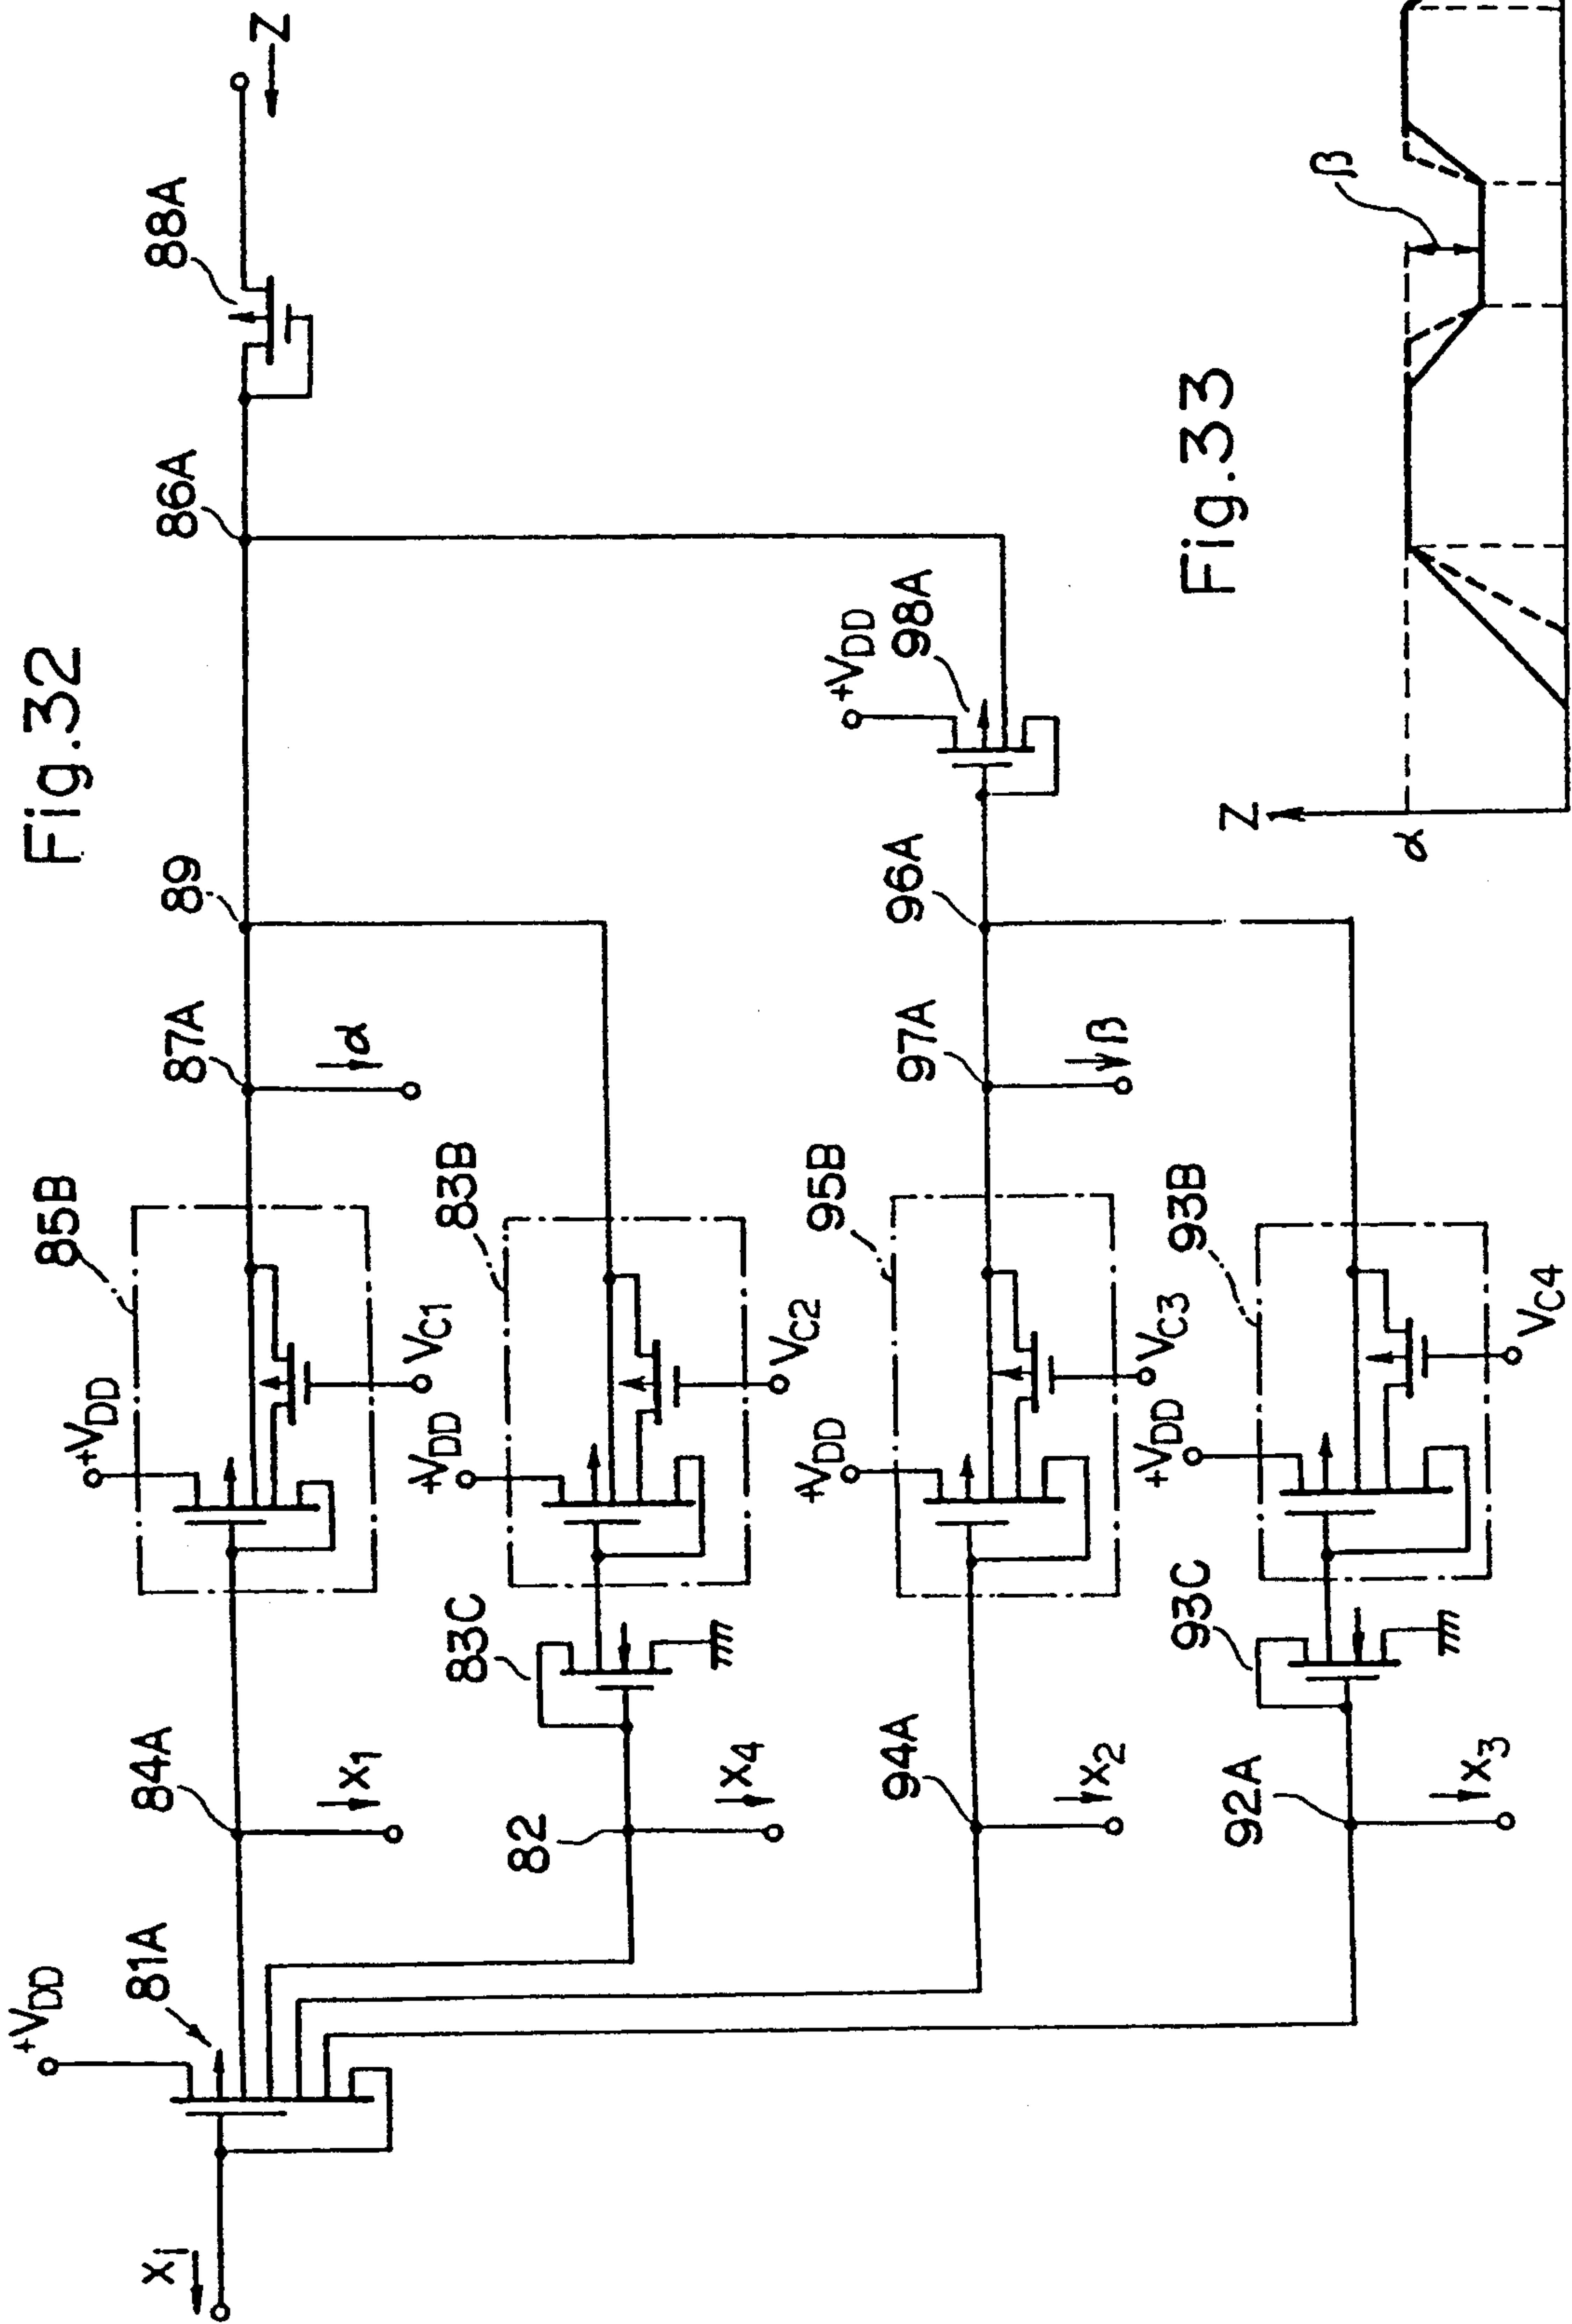 Fig.32
Z
88A
86A
89
87A
α
85B
+VDD
VC1
84A
x1
81A
+VDD
xi
83B
+VDD
VC2
83C
82
x4
+VDD
98A
96A
97A
β
95B
+VDD
VC3
94A
x2
93B
+VDD
VC4
93C
92A
x3
Fig.33
Z
α
β